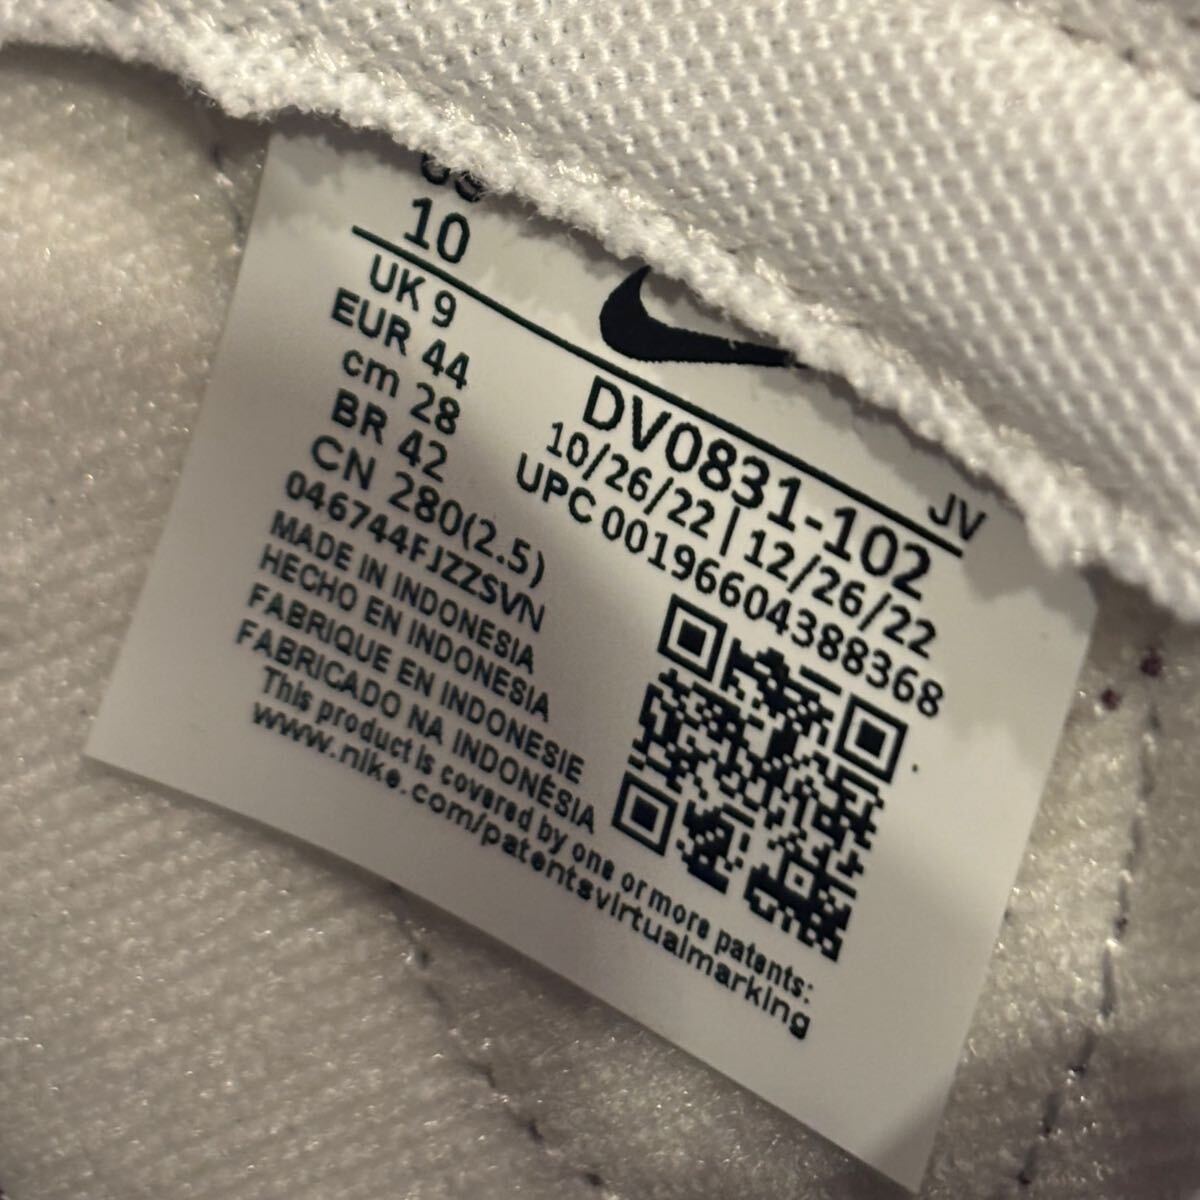 US
10
UK 9
EUR 44
cm 28
BR 42
CN 280(2.5)
046744FJZZSVN
MADE IN INDONESIA
HECHO EN INDONESIA
FABRIQUE EN INDONESIE
FABRICADO NA INDONÉSIA
This product is covered by one or more patents:
www.nike.com/patentsvirtualmarking
JV
DV0831-102
10/26/22 | 12/26/22
UPC 00196604388368